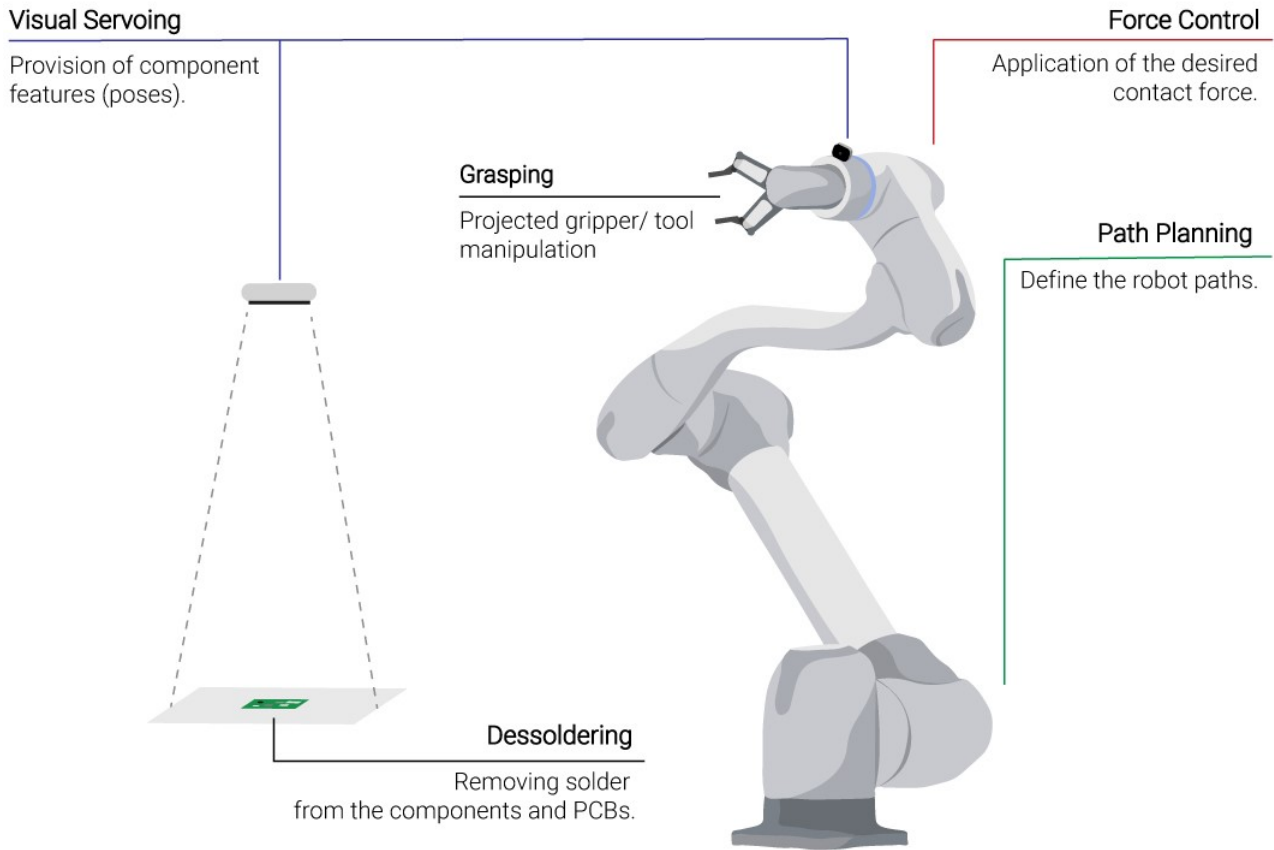 Visual Servoing
Provision of component
features (poses).
Force Control
Application of the desired
contact force.
Grasping
Projected gripper/ tool
manipulation
Path Planning
Define the robot paths.
Dessoldering
Removing solder
from the components and PCBs.